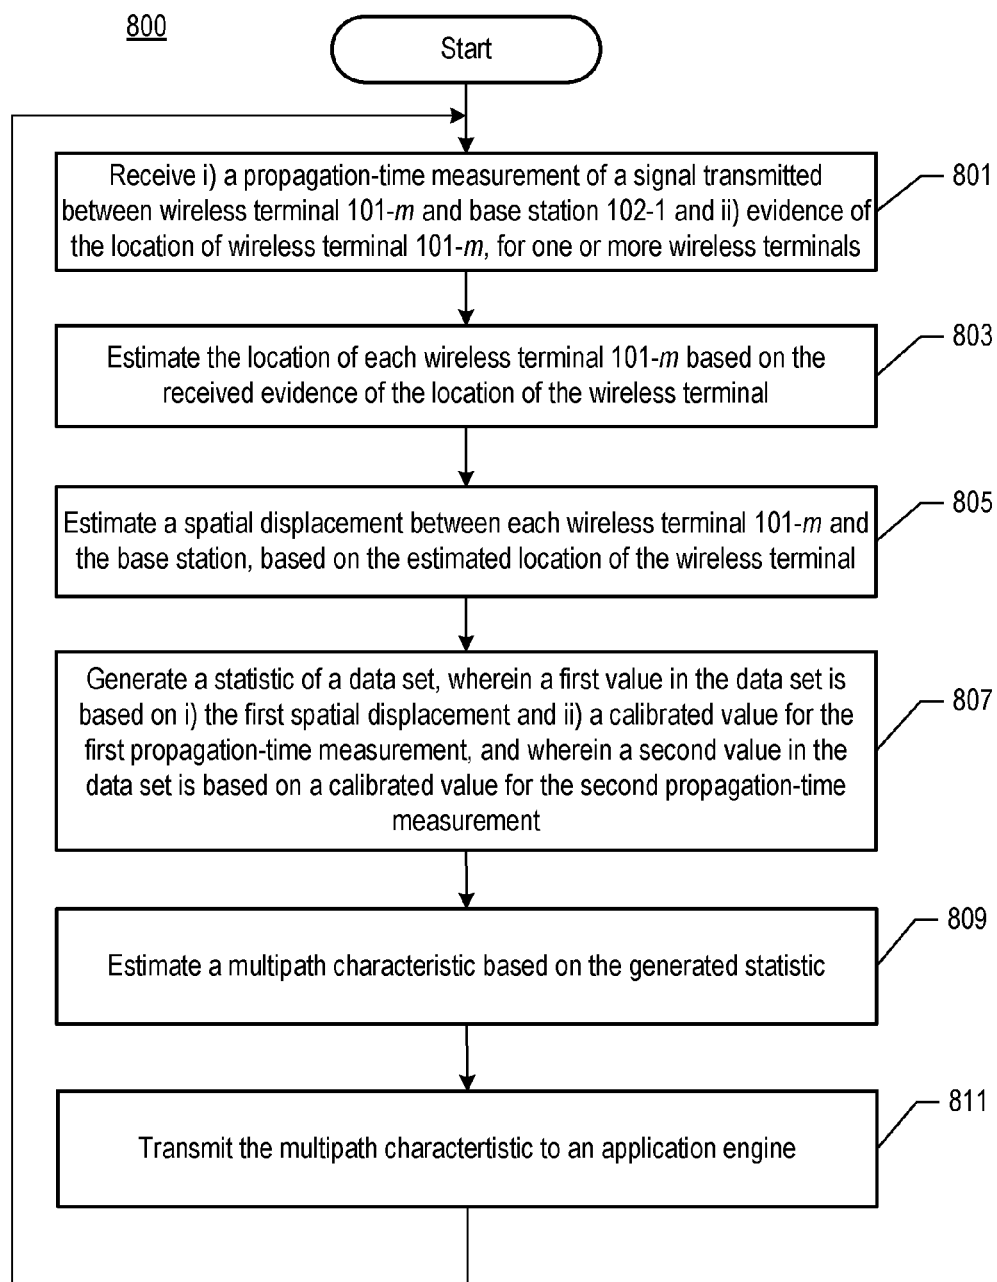 800
Start
Receive i) a propagation-time measurement of a signal transmitted
between wireless terminal 101-m and base station 102-1 and ii) evidence of
the location of wireless terminal 101-m, for one or more wireless terminals
801
Estimate the location of each wireless terminal 101-m based on the
received evidence of the location of the wireless terminal
803
Estimate a spatial displacement between each wireless terminal 101-m and
the base station, based on the estimated location of the wireless terminal
805
Generate a statistic of a data set, wherein a first value in the data set is
based on i) the first spatial displacement and ii) a calibrated value for the
first propagation-time measurement, and wherein a second value in the
data set is based on a calibrated value for the second propagation-time
measurement
807
Estimate a multipath characteristic based on the generated statistic
809
Transmit the multipath charactertistic to an application engine
811